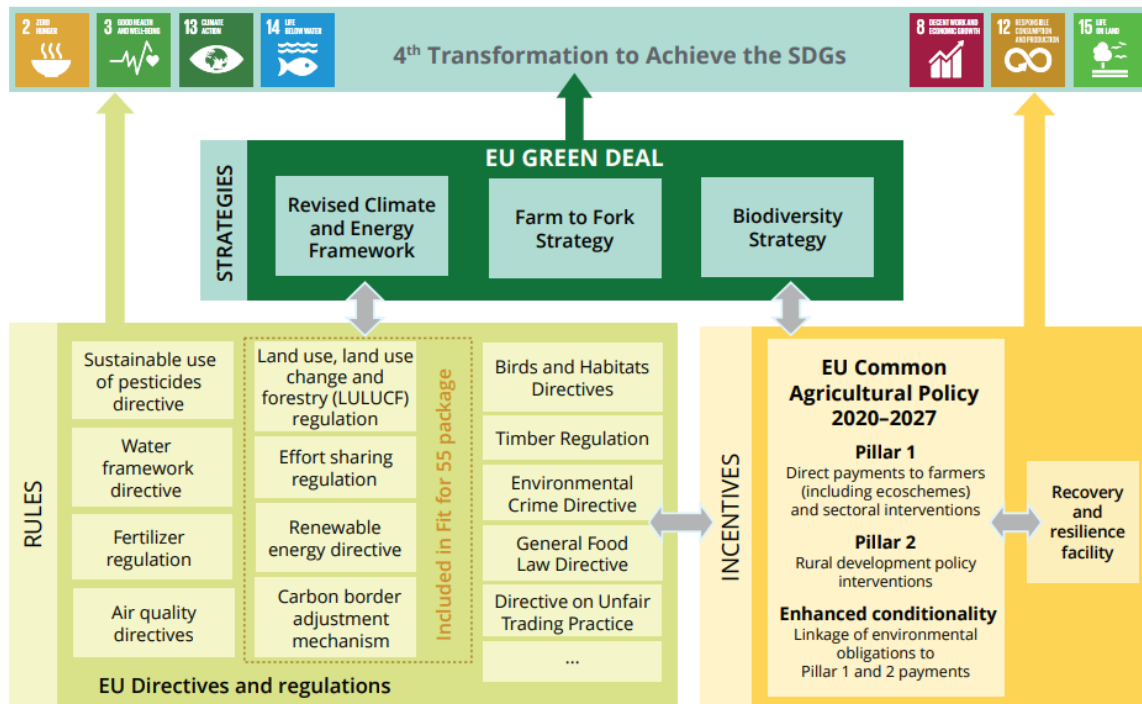 2 ZERO HUNGER
3 GOOD HEALTH AND WELL-BEING
13 CLIMATE ACTION
14 LIFE BELOW WATER
4th Transformation to Achieve the SDGs
8 DECENT WORK AND ECONOMIC GROWTH
12 RESPONSIBLE CONSUMPTION AND PRODUCTION
15 LIFE ON LAND
STRATEGIES
EU GREEN DEAL
Revised Climate
and Energy
Framework
Farm to Fork
Strategy
Biodiversity
Strategy
RULES
Sustainable use
of pesticides
directive
Water
framework
directive
Fertilizer
regulation
Air quality
directives
Land use, land use
change and
forestry (LULUCF)
regulation
Effort sharing
regulation
Renewable
energy directive
Carbon border
adjustment
mechanism
Included in Fit for 55 package
Birds and Habitats
Directives
Timber Regulation
Environmental
Crime Directive
General Food
Law Directive
Directive on Unfair
Trading Practice
...
EU Directives and regulations
INCENTIVES
EU Common
Agricultural Policy
2020–2027
Pillar 1
Direct payments to farmers
(including ecoschemes)
and sectoral interventions
Pillar 2
Rural development policy
interventions
Enhanced conditionality
Linkage of environmental
obligations to
Pillar 1 and 2 payments
Recovery
and
resilience
facility